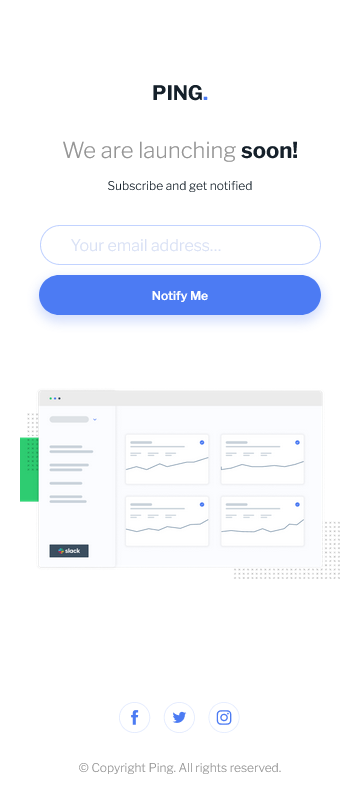 PING.
We are launching soon!
Subscribe and get notified
Your email address...
Notify Me
slack
© Copyright Ping. All rights reserved.